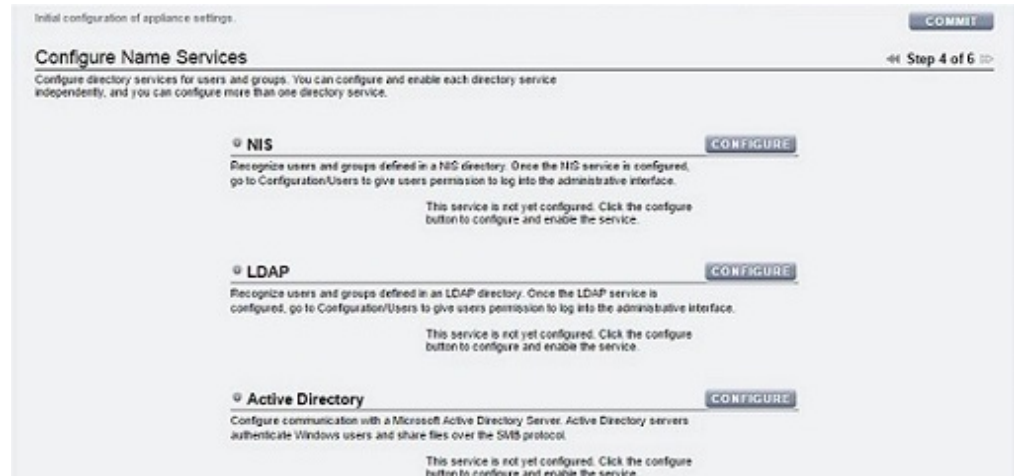 Initial configuration of appliance settings.
COMMIT
Configure Name Services
Step 4 of 6
Configure directory services for users and groups. You can configure and enable each directory service
independently, and you can configure more than one directory service.
NIS
CONFIGURE
Recognize users and groups defined in a NIS directory. Once the NIS service is configured,
go to Configuration/Users to give users permission to log into the administrative interface.
This service is not yet configured. Click the configure
button to configure and enable the service.
LDAP
CONFIGURE
Recognize users and groups defined in an LDAP directory. Once the LDAP service is
configured, go to Configuration/Users to give users permission to log into the administrative interface.
This service is not yet configured. Click the configure
button to configure and enable the service.
Active Directory
CONFIGURE
Configure communication with a Microsoft Active Directory Server. Active Directory servers
authenticate Windows users and share files over the SMB protocol.
This service is not yet configured. Click the configure
button to configure and enable the service.